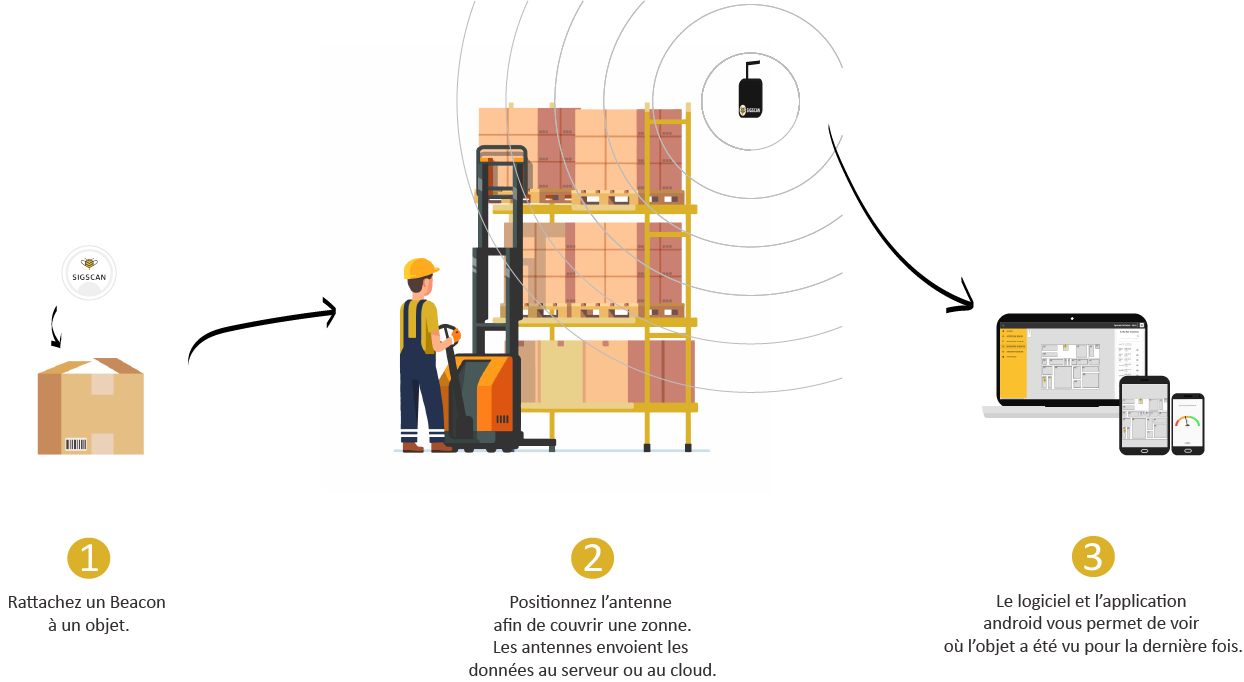 SIGSCAN
SIGSCAN
1
Rattachez un Beacon
à un objet.
2
Positionnez l’antenne
afin de couvrir une zonne.
Les antennes envoient les
données au serveur ou au cloud.
3
Le logiciel et l’application
android vous permet de voir
où l’objet a été vu pour la dernière fois.